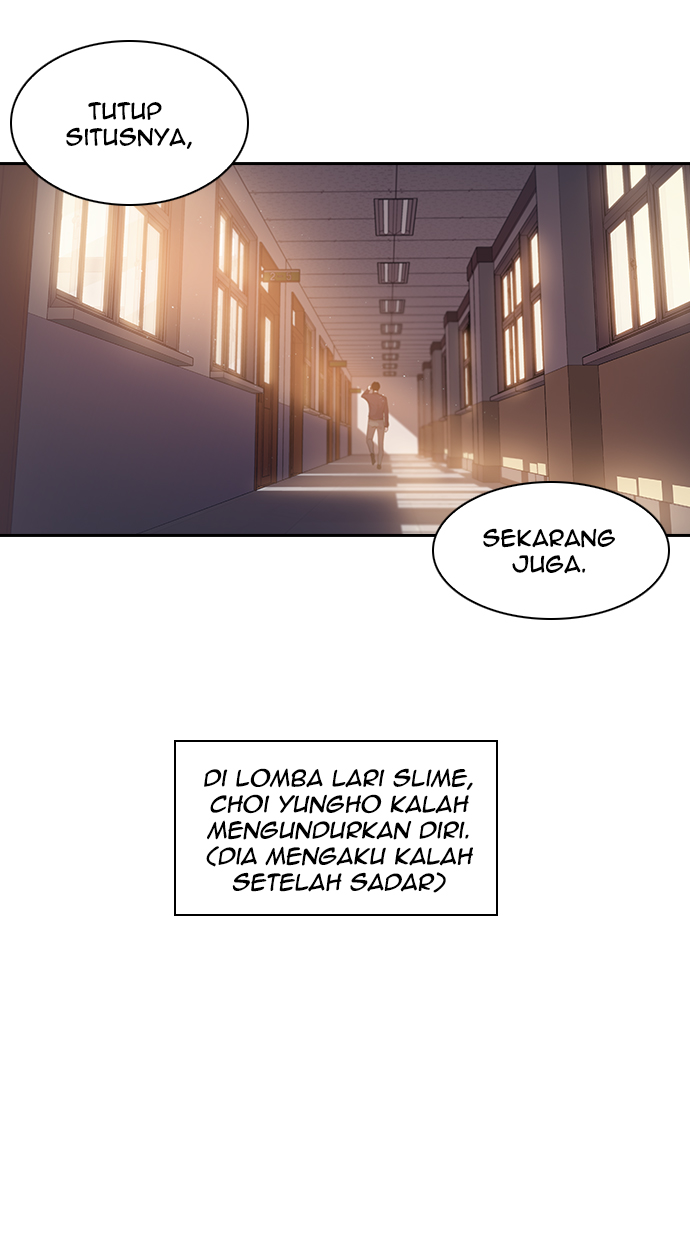 TUTUP
SITUSNYA,
SEKARANG
JUGA.
DI LOMBA LARI SLIME,
CHOI YUNGHO KALAH
MENGUNDURKAN DIRI.
(DIA MENGAKU KALAH
SETELAH SADAR)